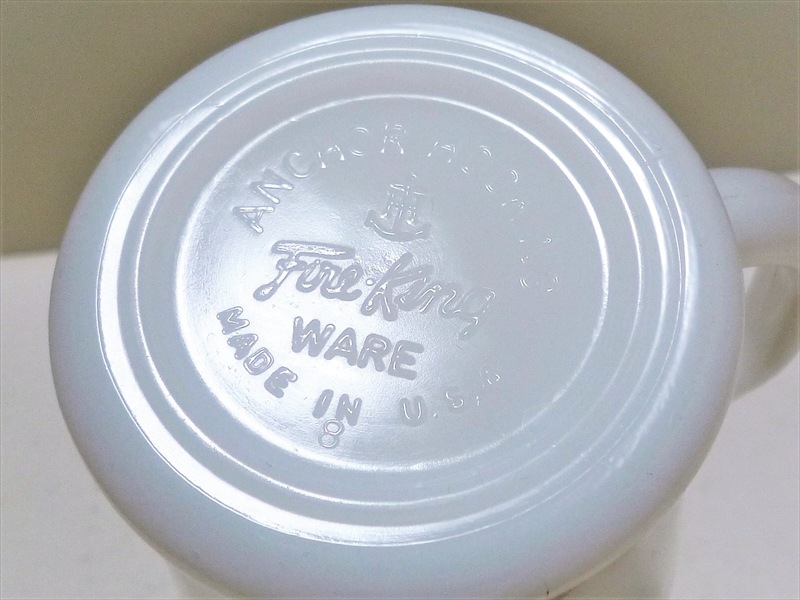 ANCHOR HOCKING
Fire-King
WARE
MADE IN U.S.A
8